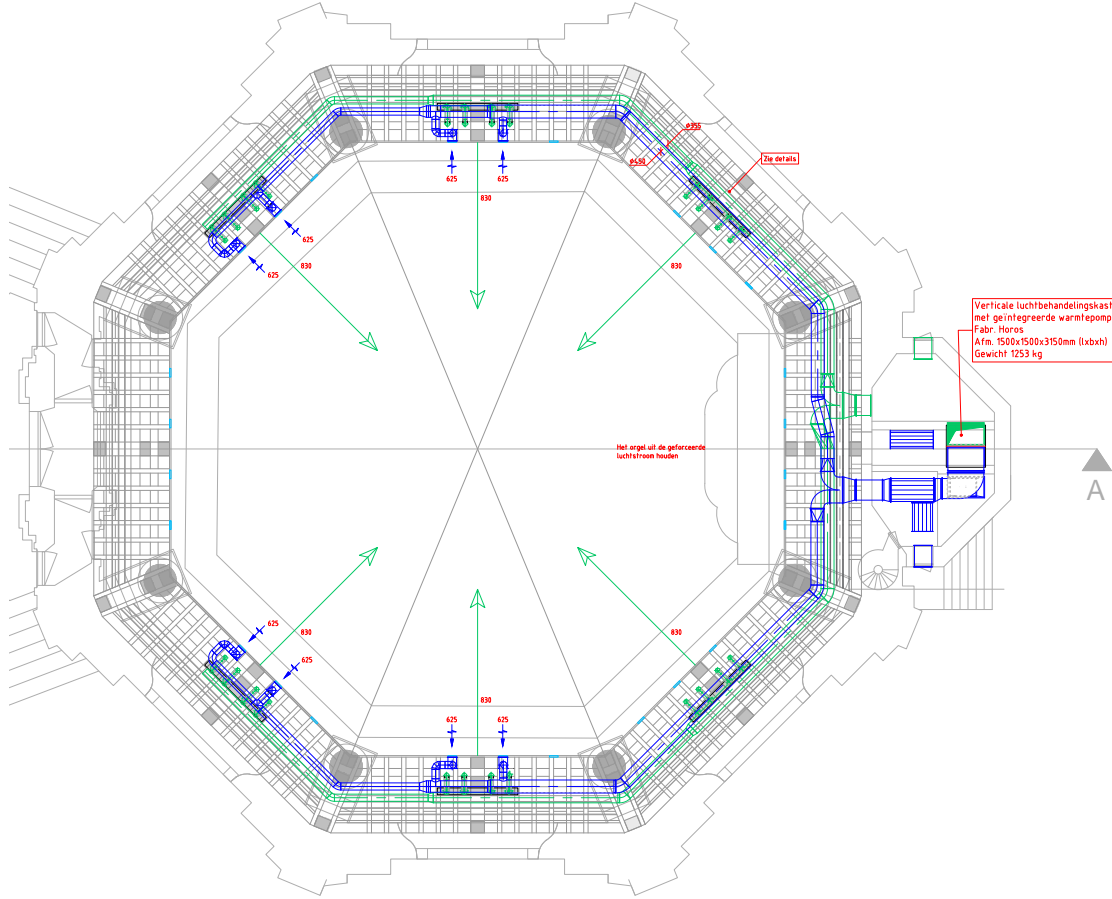 ø355
ø450
Zie details
625
625
830
625
625
830
830
Verticale luchtbehandelingskast
met geïntegreerde warmtepomp
Fabr. Horos
Afm. 1500x1500x3150mm (lxbxh)
Gewicht 1253 kg
Het orgel uit de geforceerde
luchtstroom houden
A
625
625
830
830
830
625
625